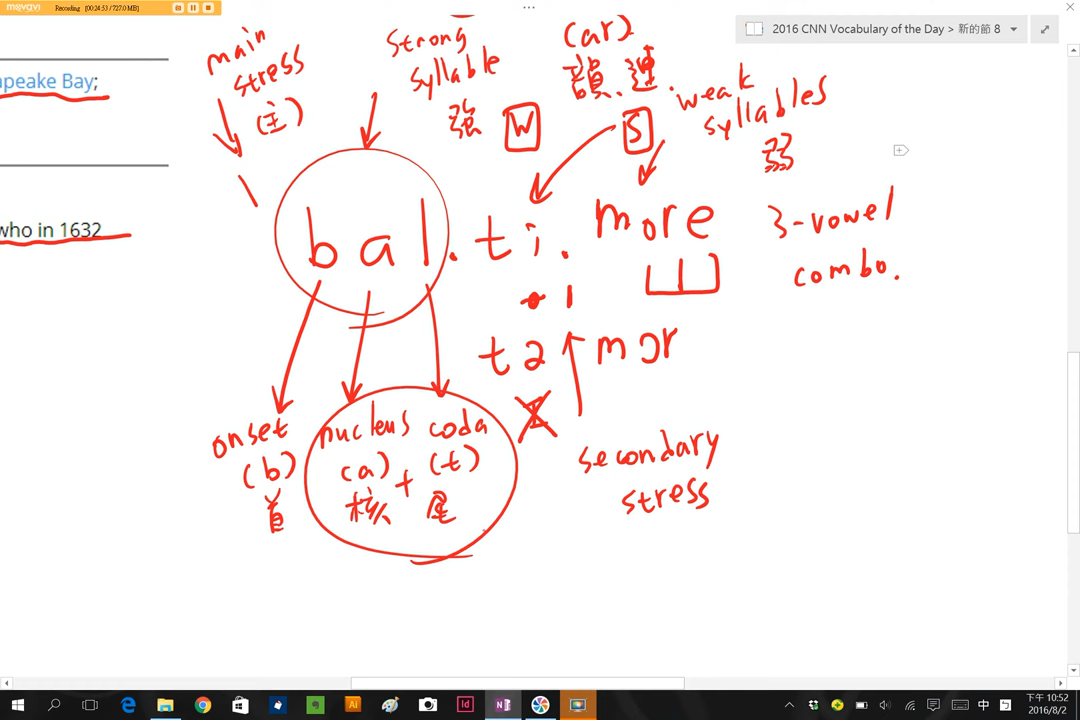 movavi
Recording [00:24:53/727.0 MB]
2016 CNN Vocabulary of the Day > 新的節 8
apeake Bay;
who in 1632
main
stress
(主)
strong
syllable
強
W
(ar)
韻.連.
S
weak
syllables
弱
bal.ti.more
3-vowel
combo.
tə mɔr
I
secondary
stress
onset
(b)
首
nucleus coda
(a) + (t)
核 尾
中
上午 10:52
2016/8/2